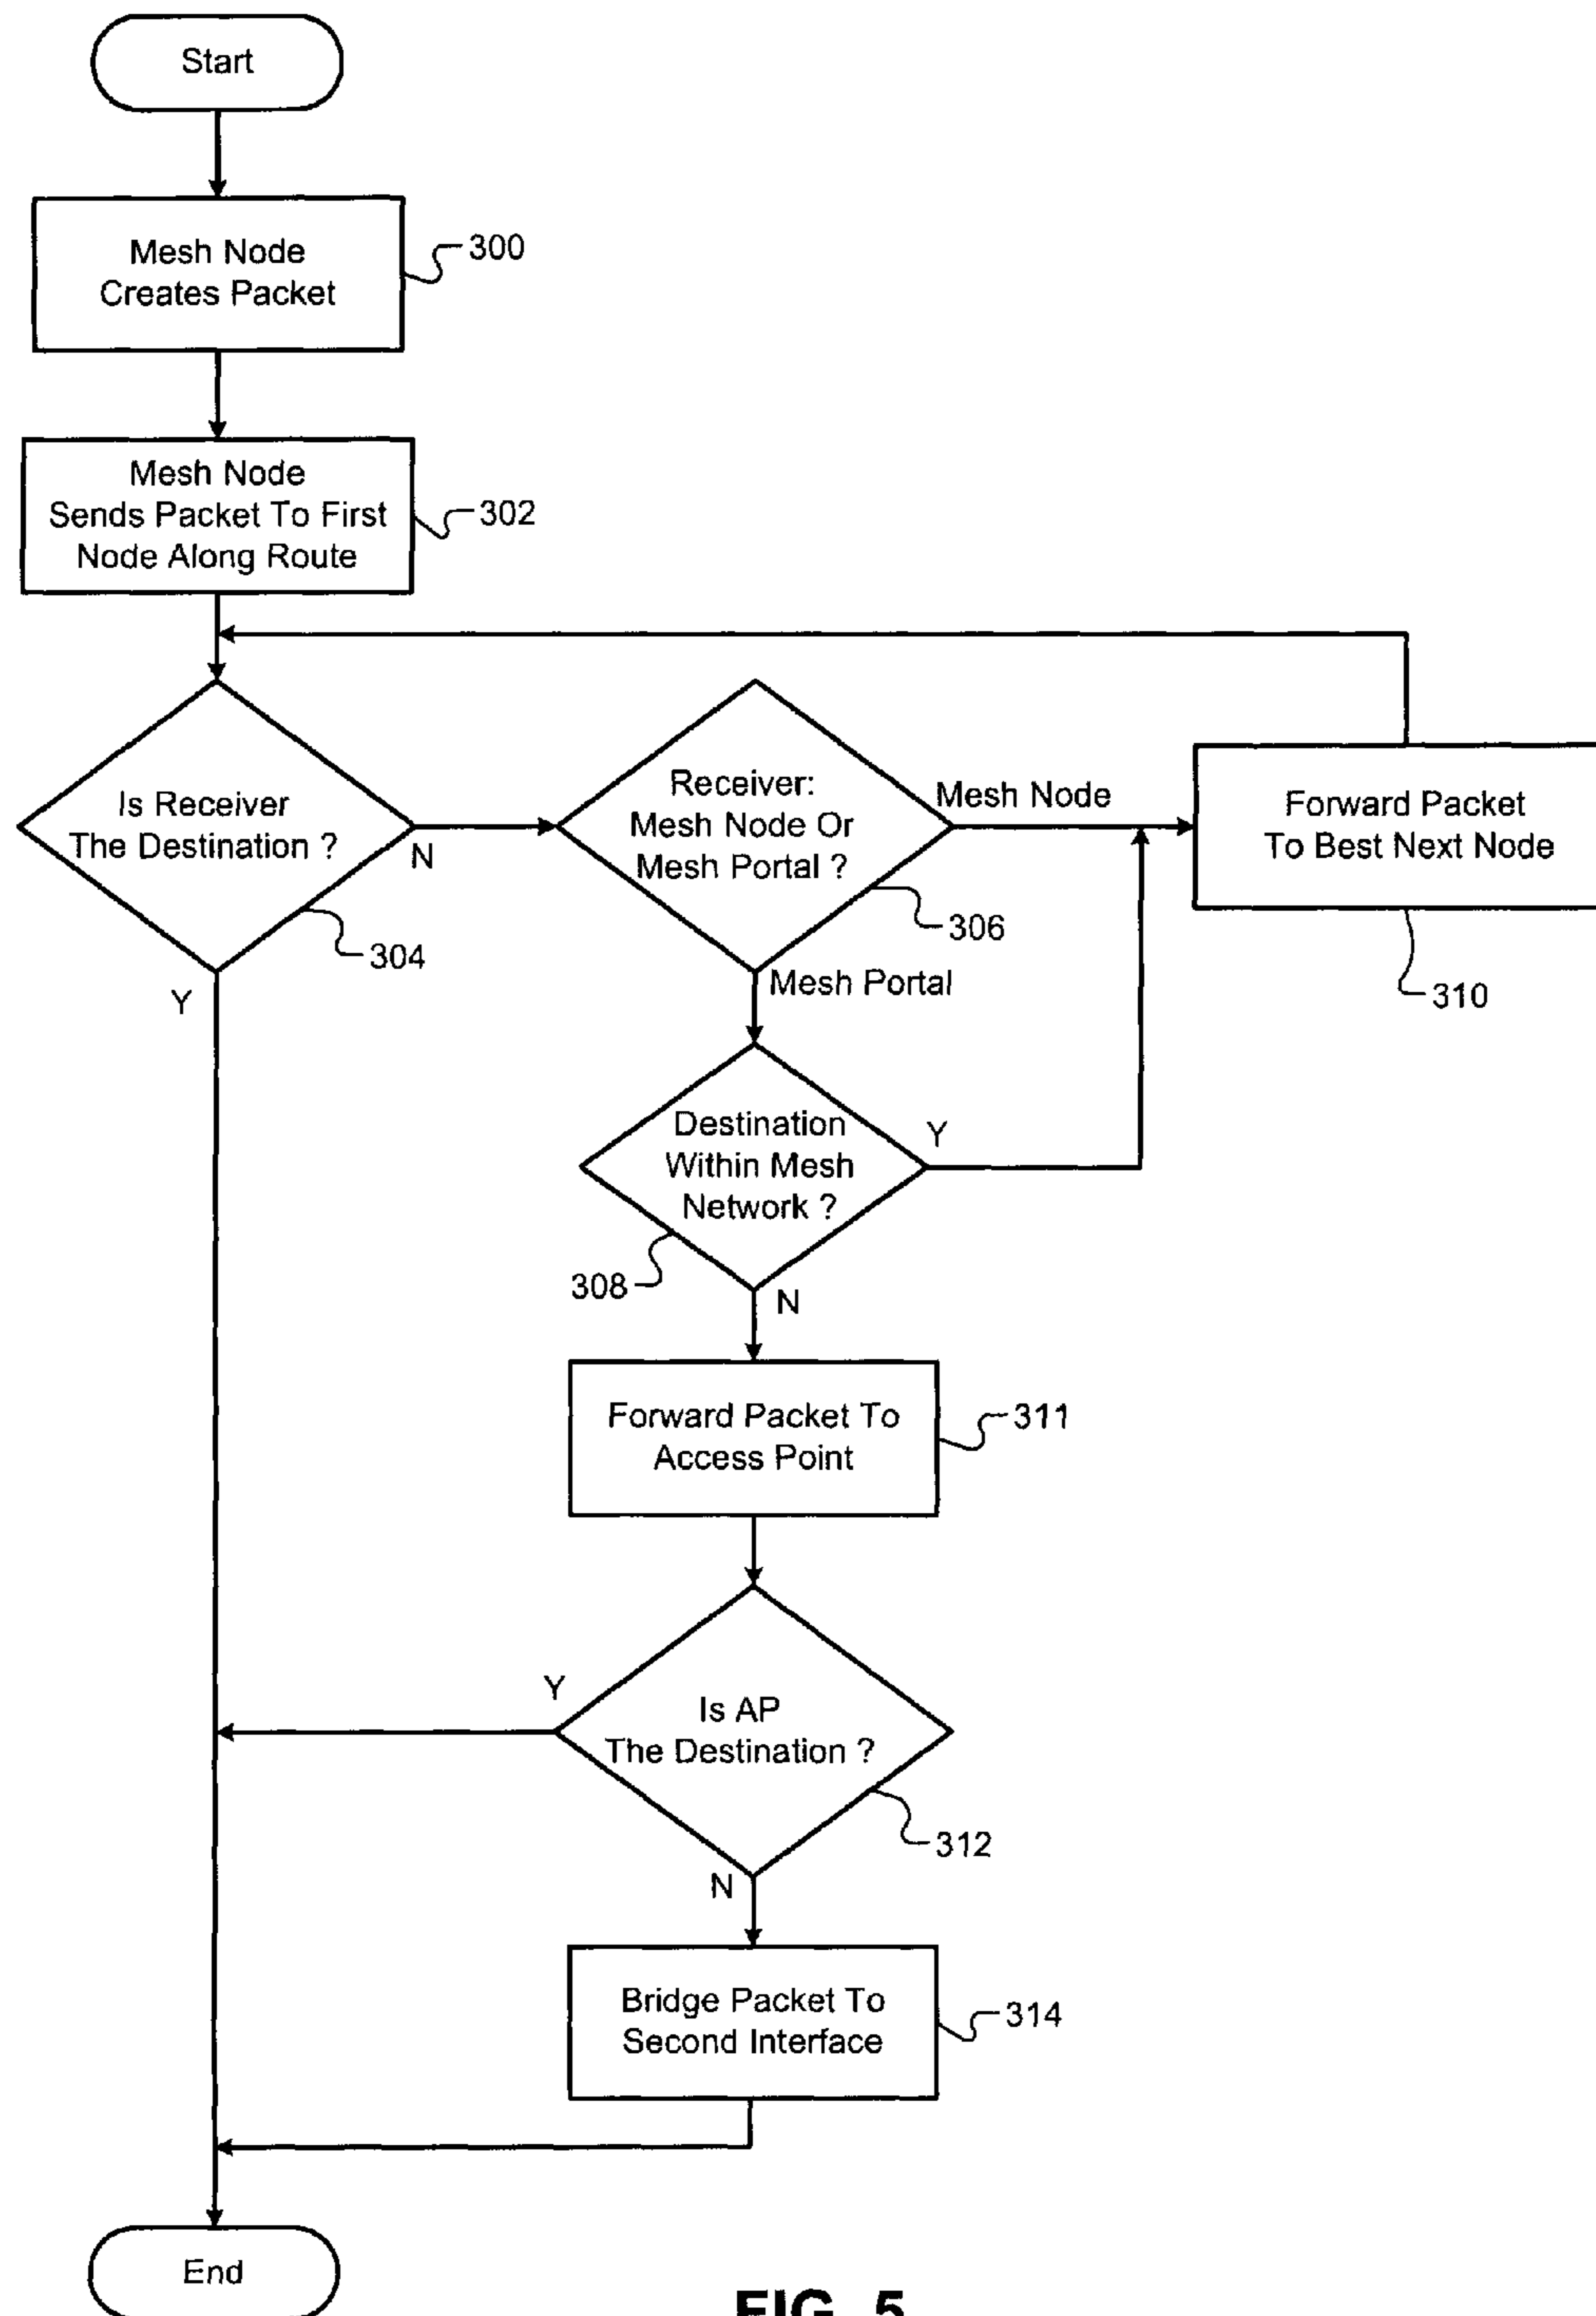 Start
Mesh Node
Creates Packet
300
Mesh Node
Sends Packet To First
Node Along Route
302
Is Receiver
The Destination ?
N
Y
304
Receiver:
Mesh Node Or
Mesh Portal ?
Mesh Node
306
Mesh Portal
Forward Packet
To Best Next Node
310
Destination
Within Mesh
Network ?
Y
308
N
Forward Packet To
Access Point
311
Y
Is AP
The Destination ?
312
N
Bridge Packet To
Second Interface
314
End
FIG. 5